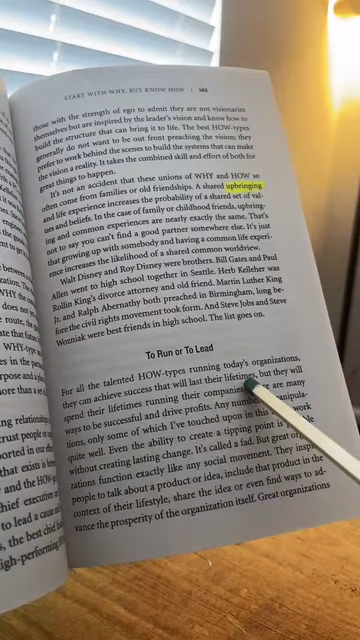 START WITH WHY, BUT KNOW HOW | 143
those with the strength of ego to admit they are not visionaries
themselves but are inspired by the leader's vision and know how to
build the structure that can bring it to life. The best HOW-types
generally do not want to be out front preaching the vision; they
prefer to work behind the scenes to build the systems that can make
the vision a reality. It takes the combined skill and effort of both for
great things to happen.
It's not an accident that these unions of WHY and HOW so
often come from families or old friendships. A shared upbringing
and life experience increases the probability of a shared set of val-
ues and beliefs. In the case of family or childhood friends, upbring-
ing and common experiences are nearly exactly the same. That's
not to say you can't find a good partner somewhere else. It's just
that growing up with somebody and having a common life experi-
ence increases the likelihood of a shared common worldview.
Walt Disney and Roy Disney were brothers. Bill Gates and Paul
Allen went to high school together in Seattle. Herb Kelleher was
Rollin King's divorce attorney and old friend. Martin Luther King
Jr. and Ralph Abernathy both preached in Birmingham, long be-
fore the civil rights movement took form. And Steve Jobs and Steve
Wozniak were best friends in high school. The list goes on.
To Run or To Lead
For all the talented HOW-types running today's organizations,
they can achieve success that will last their lifetimes, but they will
spend their lifetimes running their companies. There are many
ways to be successful and drive profits. Any number of manipula-
tions, only some of which I've touched upon in this work
quite well. Even the ability to create a tipping point is
without creating lasting change. It's called a fad. But great
zations function exactly like any social movement. They inspire
people to talk about a product or idea, include that product in the
context of their lifestyle, share the idea or even find ways to ad-
vance the prosperity of the organization itself. Great organizations